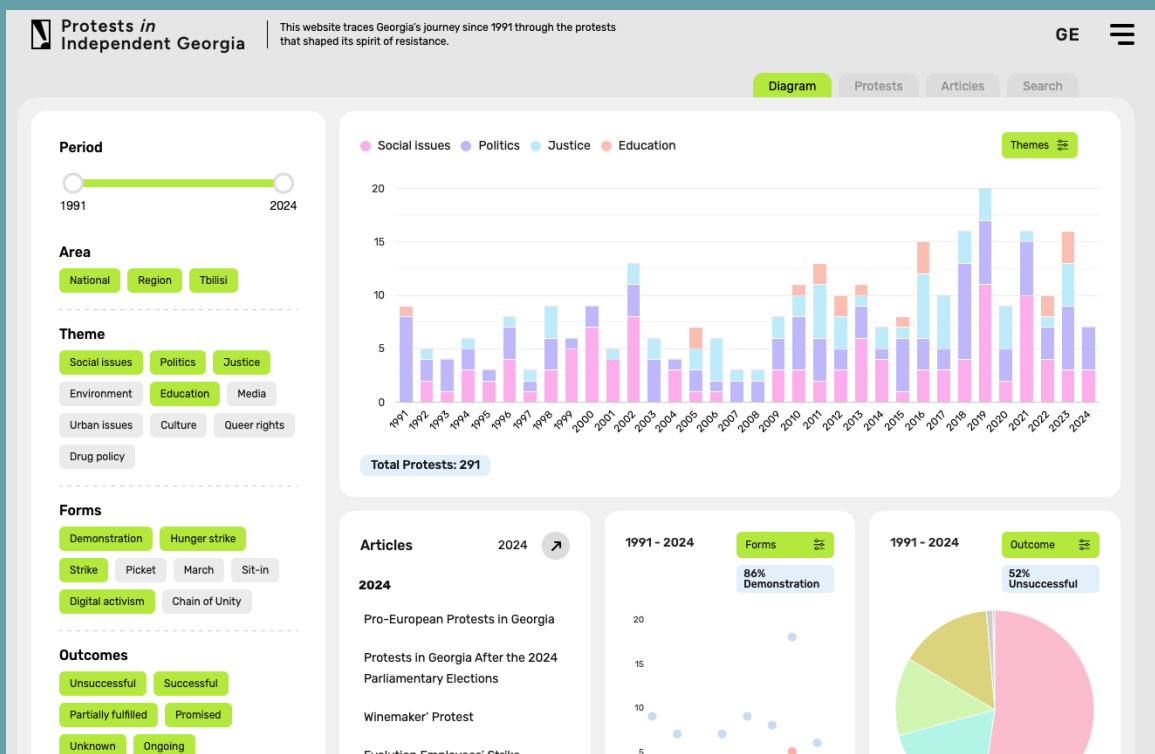 Protests in
Independent Georgia
This website traces Georgia's journey since 1991 through the protests
that shaped its spirit of resistance.
GE
Diagram
Protests
Articles
Search
Period
1991
2024
Area
National
Region
Tbilisi
Theme
Social issues
Politics
Justice
Environment
Education
Media
Urban issues
Culture
Queer rights
Drug policy
Forms
Demonstration
Hunger strike
Strike
Picket
March
Sit-in
Digital activism
Chain of Unity
Outcomes
Unsuccessful
Successful
Partially fulfilled
Promised
Unknown
Ongoing
Social issues
Politics
Justice
Education
Themes
20
15
10
5
0
1991
1992
1993
1994
1995
1996
1997
1998
1999
2000
2001
2002
2003
2004
2005
2006
2007
2008
2009
2010
2011
2012
2013
2014
2015
2016
2017
2018
2019
2020
2021
2022
2023
2024
Total Protests: 291
Articles
2024
2024
Pro-European Protests in Georgia
Protests in Georgia After the 2024
Parliamentary Elections
Winemaker' Protest
Evolution Employees' Strike
1991 - 2024
Forms
86%
Demonstration
20
15
10
5
1991 - 2024
Outcome
52%
Unsuccessful